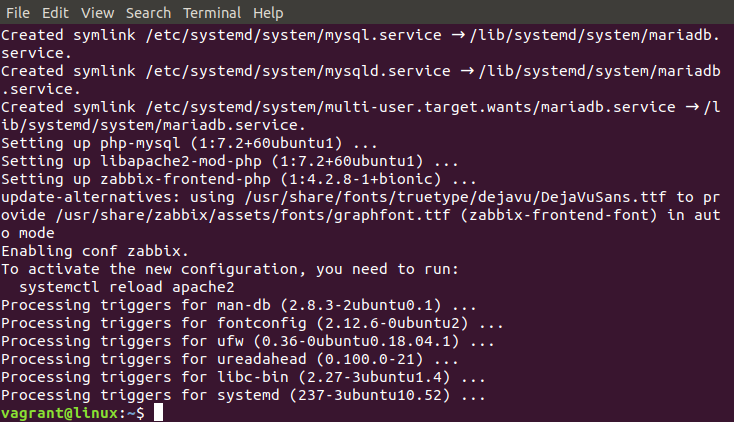 File Edit View Search Terminal Help
Created symlink /etc/systemd/system/mysql.service → /lib/systemd/system/mariadb.
service.
Created symlink /etc/systemd/system/mysqld.service → /lib/systemd/system/mariadb
.service.
Created symlink /etc/systemd/system/multi-user.target.wants/mariadb.service → /l
ib/systemd/system/mariadb.service.
Setting up php-mysql (1:7.2+60ubuntu1) ...
Setting up libapache2-mod-php (1:7.2+60ubuntu1) ...
Setting up zabbix-frontend-php (1:4.2.8-1+bionic) ...
update-alternatives: using /usr/share/fonts/truetype/dejavu/DejaVuSans.ttf to pr
ovide /usr/share/zabbix/assets/fonts/graphfont.ttf (zabbix-frontend-font) in aut
o mode
Enabling conf zabbix.
To activate the new configuration, you need to run:
  systemctl reload apache2
Processing triggers for man-db (2.8.3-2ubuntu0.1) ...
Processing triggers for fontconfig (2.12.6-0ubuntu2) ...
Processing triggers for ufw (0.36-0ubuntu0.18.04.1) ...
Processing triggers for ureadahead (0.100.0-21) ...
Processing triggers for libc-bin (2.27-3ubuntu1.4) ...
Processing triggers for systemd (237-3ubuntu10.52) ...
vagrant@linux:~$